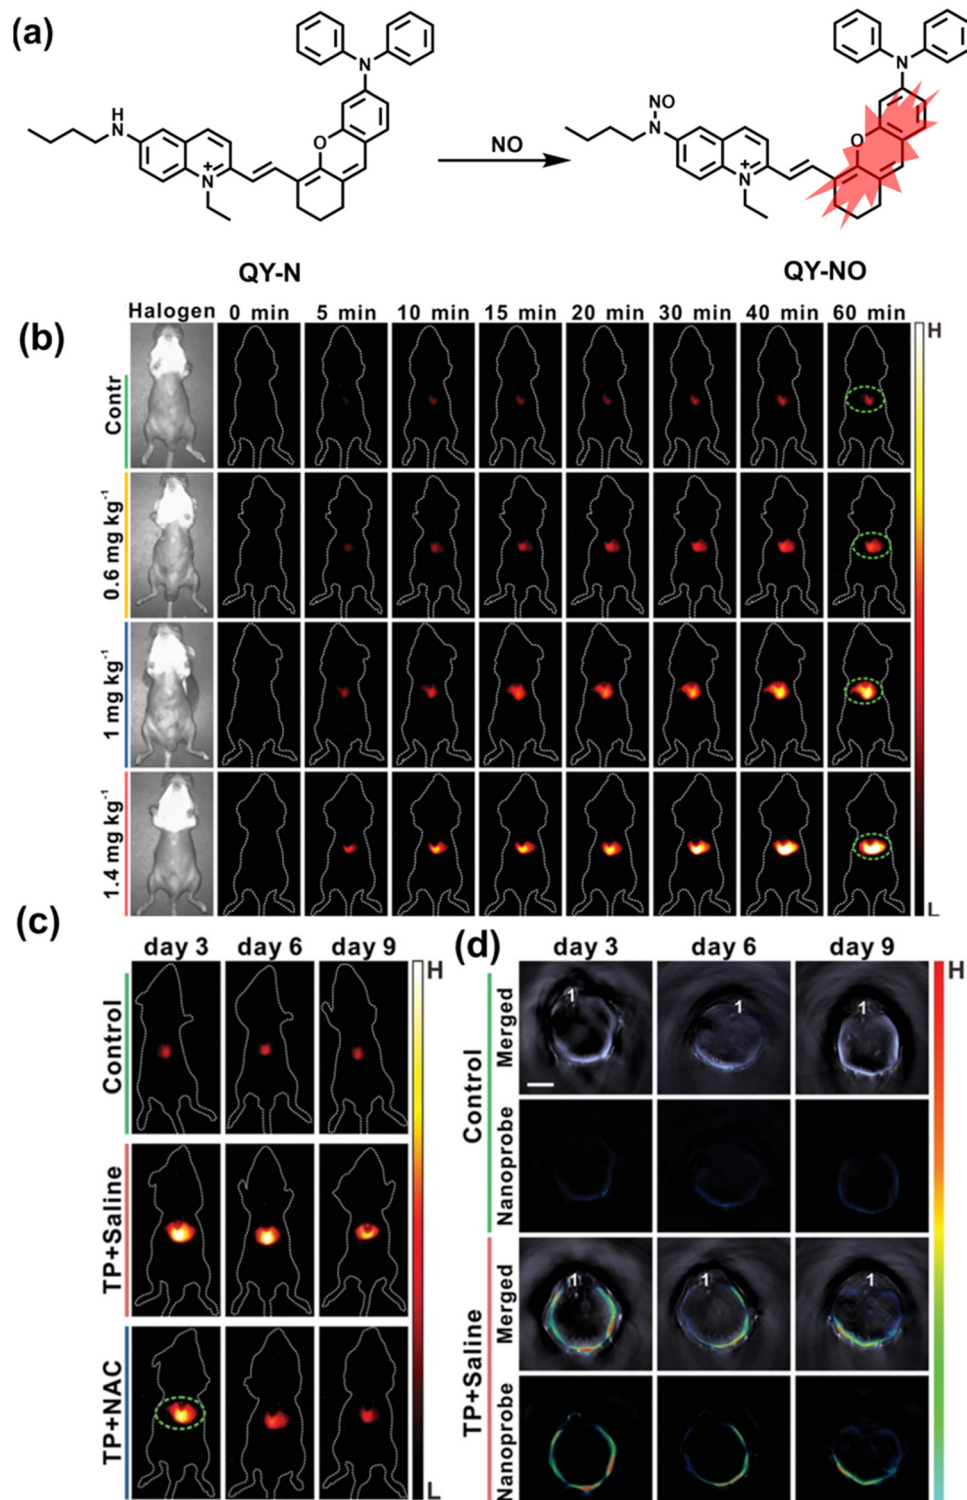 (a)
N
H
N
N+
O
NO
NO
N
N
N+
O
QY-N
QY-NO
(b)
Halogen 0 min 5 min 10 min 15 min 20 min 30 min 40 min 60 min
Contr
0.6 mg kg⁻¹
1 mg kg⁻¹
1.4 mg kg⁻¹
H
L
(c)
day 3 day 6 day 9
Control
TP+Saline
TP+NAC
H
L
(d)
day 3 day 6 day 9
Control
Merged
1 1 1
Nanoprobe
TP+Saline
Merged
1 1 1
Nanoprobe
H